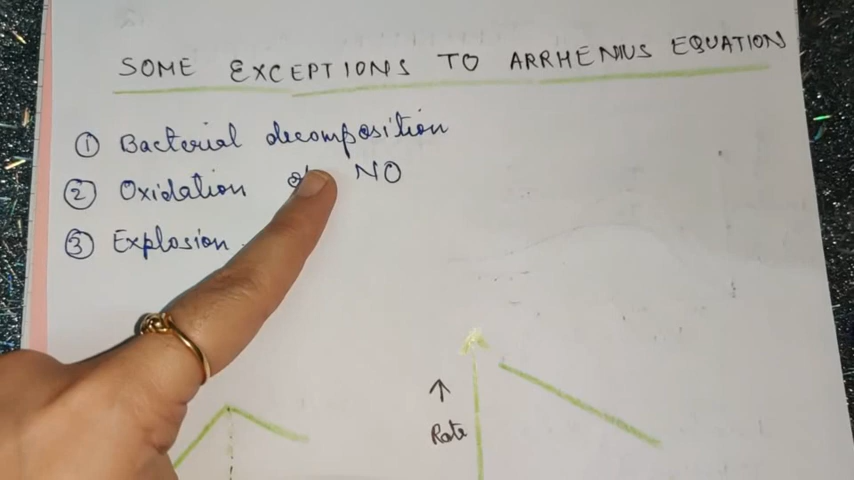 SOME EXCEPTIONS TO ARRHENIUS EQUATION
① Bacterial decomposition
② Oxidation NO
③ Explosion
↑
Rate